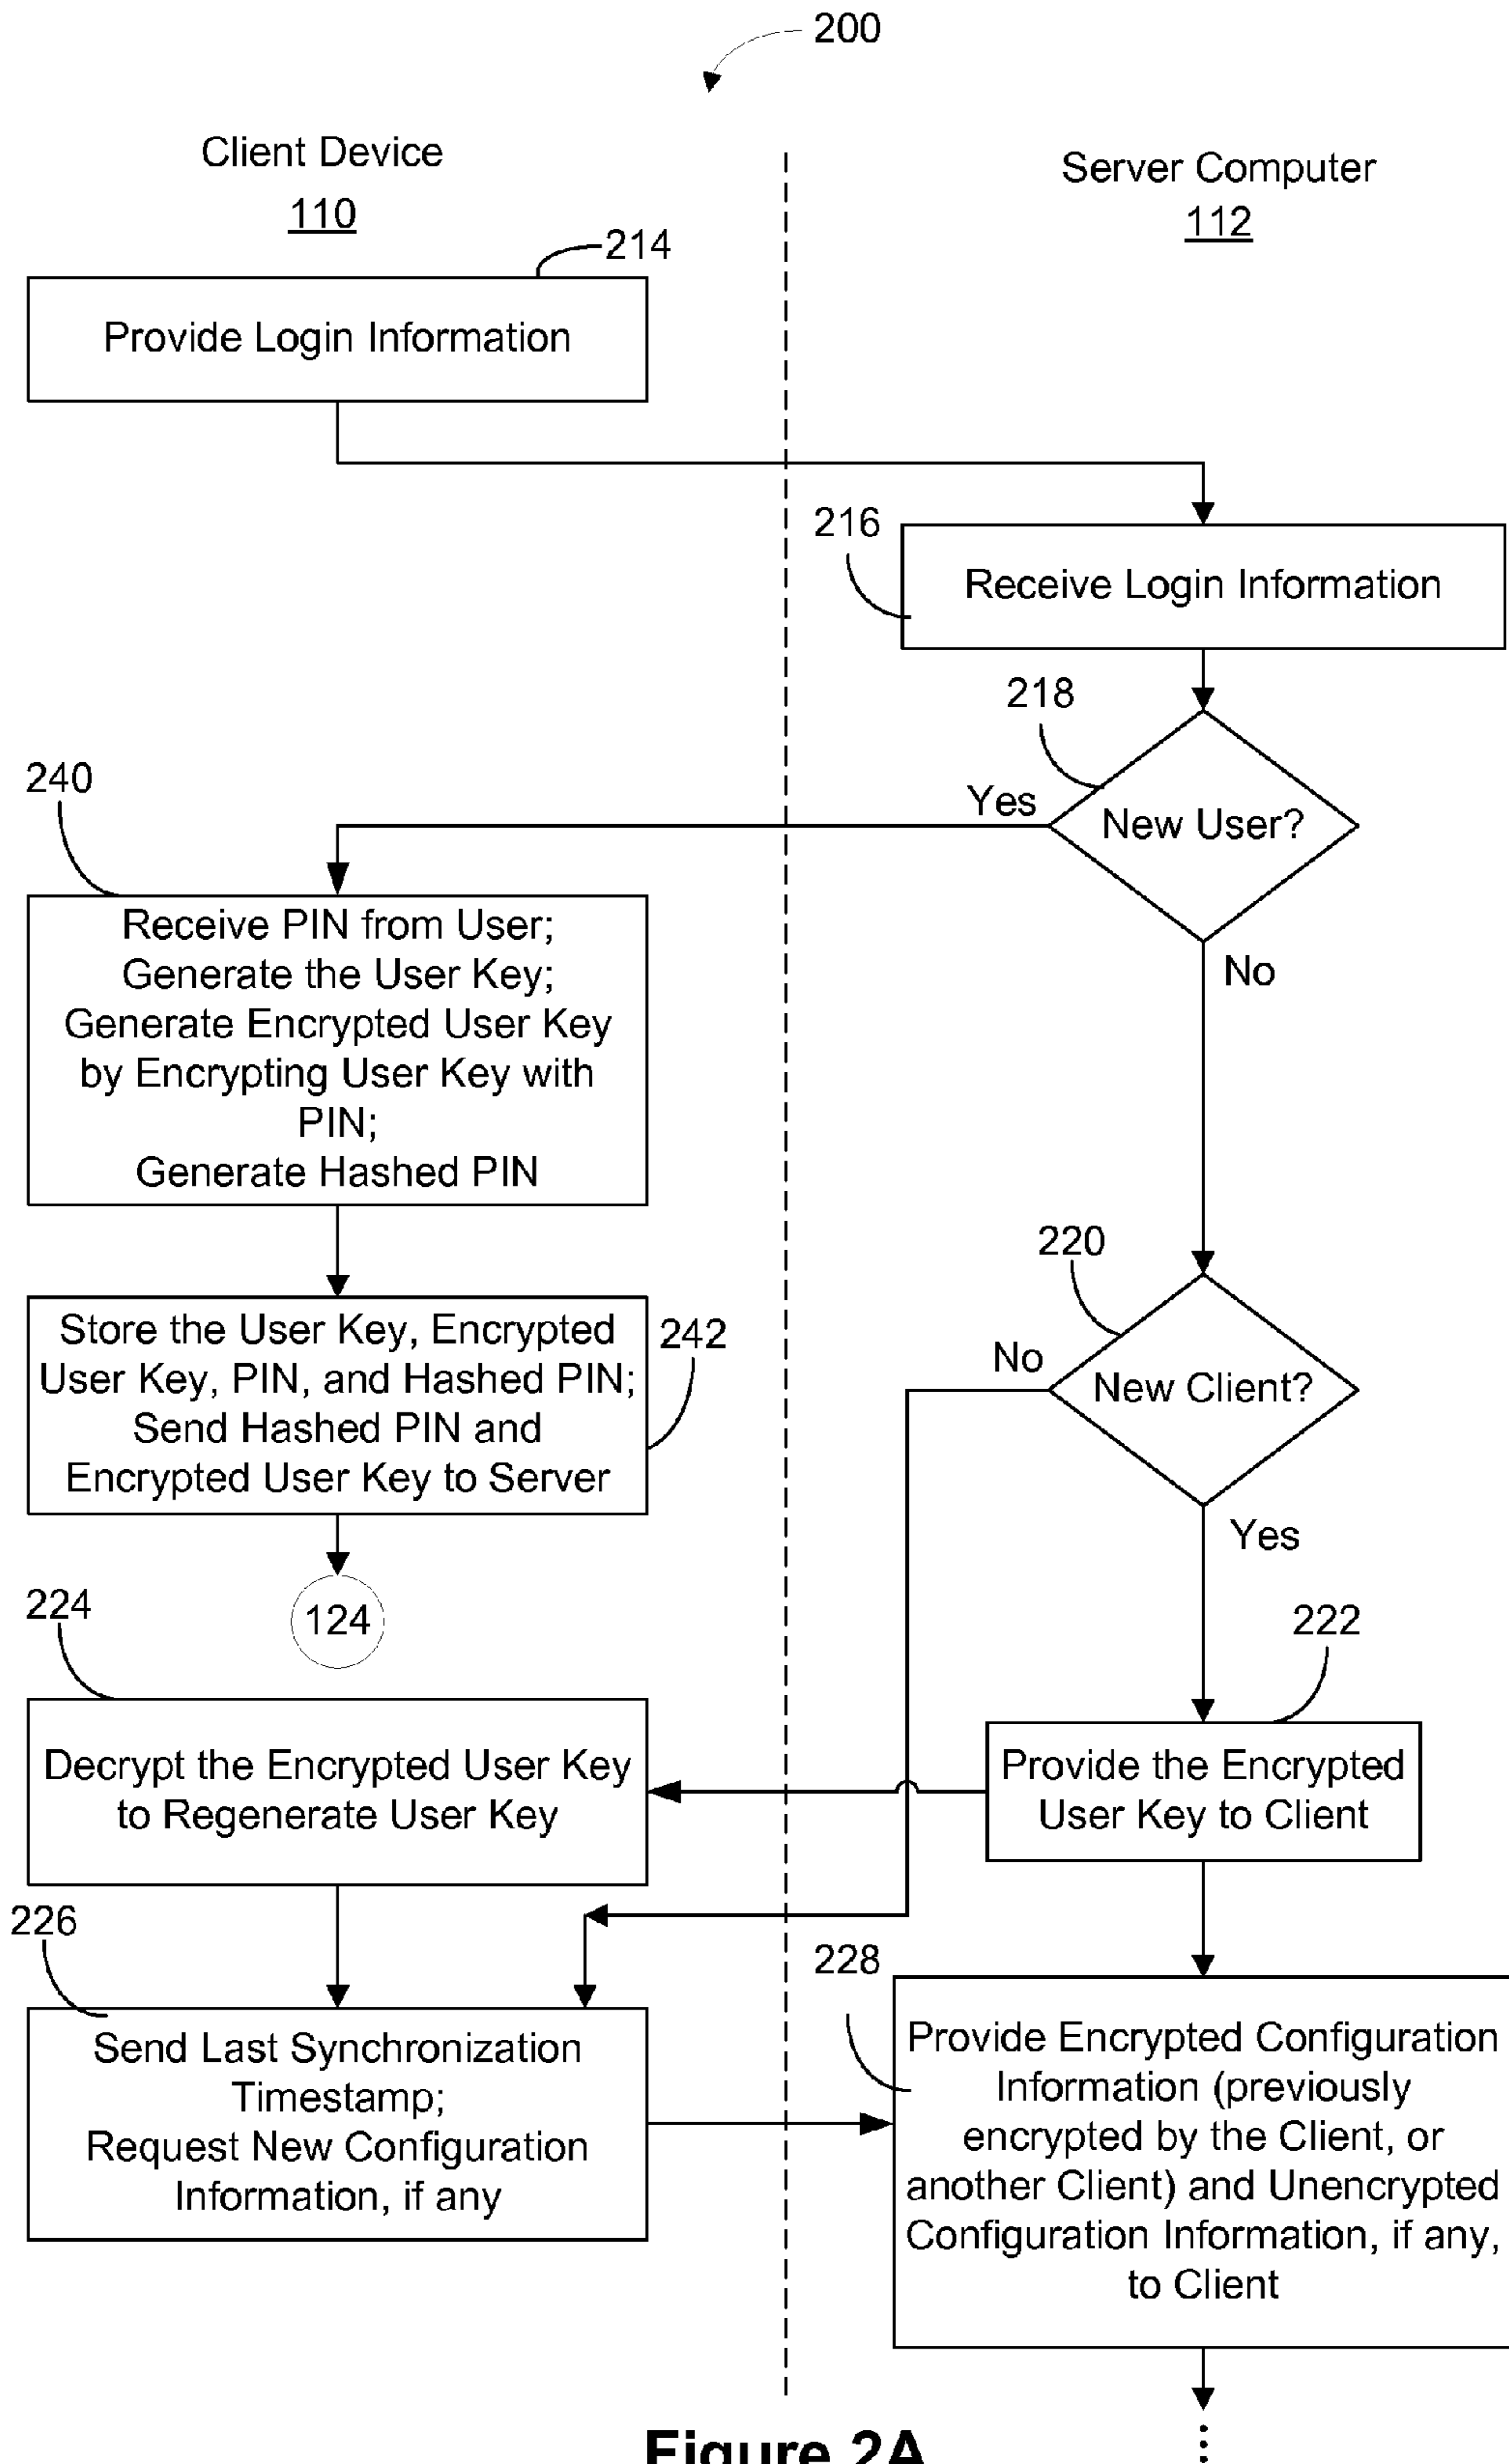 200
Client Device
110
Server Computer
112
214
Provide Login Information
216
Receive Login Information
218
New User?
Yes
No
240
Receive PIN from User;
Generate the User Key;
Generate Encrypted User Key
by Encrypting User Key with
PIN;
Generate Hashed PIN
242
Store the User Key, Encrypted
User Key, PIN, and Hashed PIN;
Send Hashed PIN and
Encrypted User Key to Server
124
220
New Client?
No
Yes
222
Provide the Encrypted
User Key to Client
224
Decrypt the Encrypted User Key
to Regenerate User Key
226
Send Last Synchronization
Timestamp;
Request New Configuration
Information, if any
228
Provide Encrypted Configuration
Information (previously
encrypted by the Client, or
another Client) and Unencrypted
Configuration Information, if any,
to Client
Figure 2A